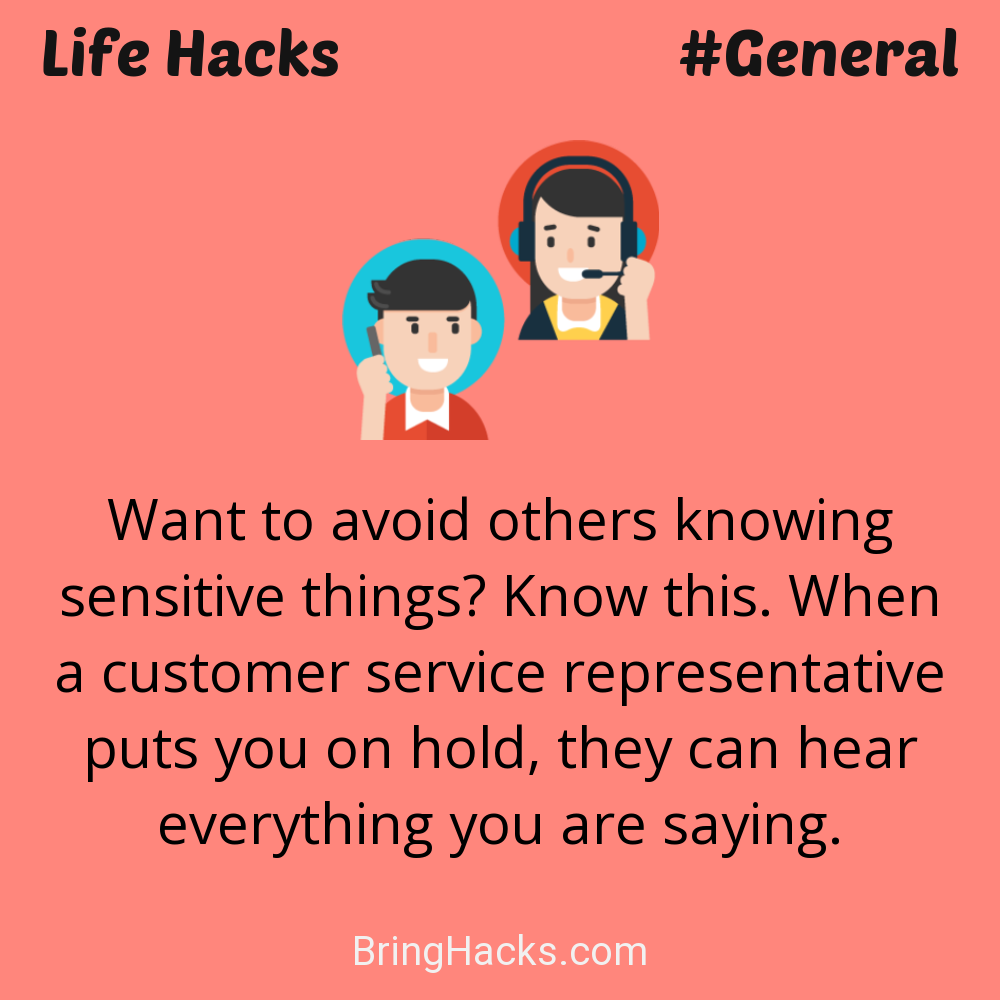 Life Hacks
#General
Want to avoid others knowing
sensitive things? Know this. When
a customer service representative
puts you on hold, they can hear
everything you are saying.
BringHacks.com